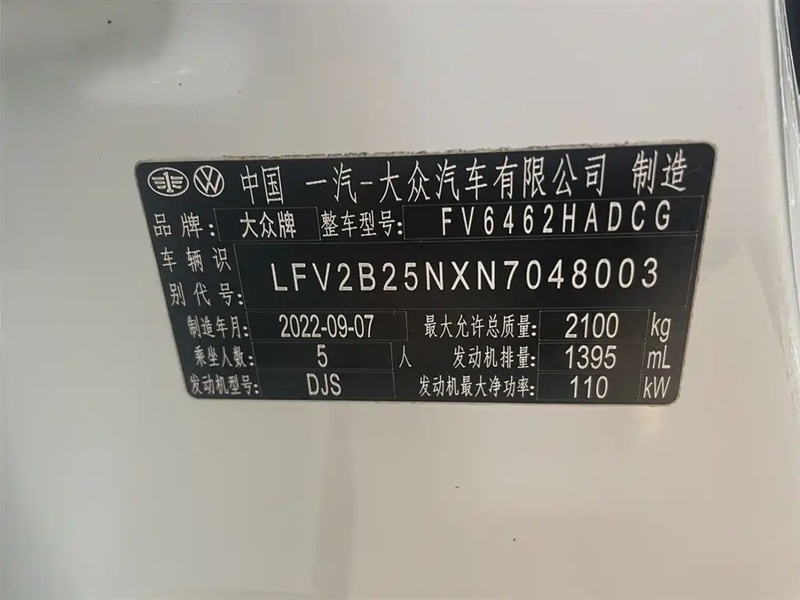 中国 一汽-大众汽车有限公司 制造
品牌: 大众牌 整车型号: FV6462HADCG
车辆识别代号: LFV2B25NXN7048003
制造年月: 2022-09-07 最大允许总质量: 2100 kg
乘坐人数: 5 人 发动机排量: 1395 mL
发动机型号: DJS 发动机最大净功率: 110 kW